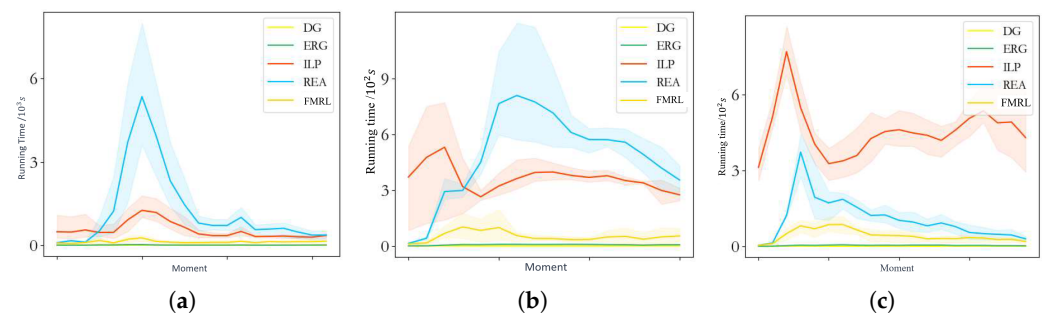 Running Time /10³s
6
3
0
DG
ERG
ILP
REA
FMRL
Moment
(a)
Running time /10²s
9
6
3
0
DG
ERG
ILP
REA
FMRL
Moment
(b)
Running time/10²s
6
3
0
DG
ERG
ILP
REA
FMRL
Moment
(c)